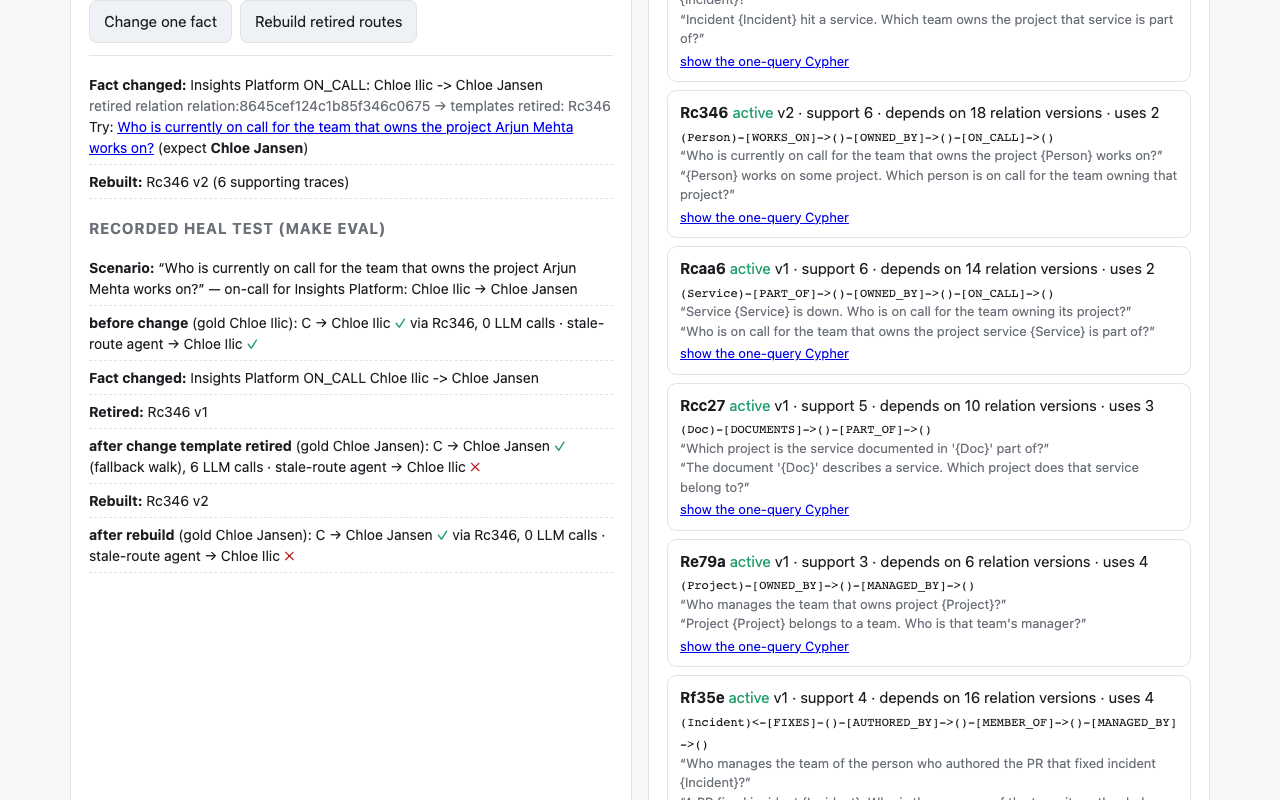 Change one fact
Rebuild retired routes
Fact changed: Insights Platform ON_CALL: Chloe Ilic -> Chloe Jansen
retired relation relation:8645cef124c1b85f346c0675 → templates retired: Rc346
Try: Who is currently on call for the team that owns the project Arjun Mehta
works on? (expect Chloe Jansen)
Rebuilt: Rc346 v2 (6 supporting traces)
RECORDED HEAL TEST (MAKE EVAL)
Scenario: “Who is currently on call for the team that owns the project Arjun
Mehta works on?” — on-call for Insights Platform: Chloe Ilic → Chloe Jansen
before change (gold Chloe Ilic): C → Chloe Ilic ✓ via Rc346, 0 LLM calls · stale-
route agent → Chloe Ilic ✓
Fact changed: Insights Platform ON_CALL Chloe Ilic -> Chloe Jansen
Retired: Rc346 v1
after change template retired (gold Chloe Jansen): C → Chloe Jansen ✓
(fallback walk), 6 LLM calls · stale-route agent → Chloe Ilic ✕
Rebuilt: Rc346 v2
after rebuild (gold Chloe Jansen): C → Chloe Jansen ✓ via Rc346, 0 LLM calls ·
stale-route agent → Chloe Ilic ✕
{Incident}?”
“Incident {Incident} hit a service. Which team owns the project that service is part
of?”
show the one-query Cypher
Rc346 active v2 · support 6 · depends on 18 relation versions · uses 2
(Person)-[WORKS_ON]->()-[OWNED_BY]->()-[ON_CALL]->()
“Who is currently on call for the team that owns the project {Person} works on?”
“{Person} works on some project. Which person is on call for the team owning that
project?”
show the one-query Cypher
Rcaa6 active v1 · support 6 · depends on 14 relation versions · uses 2
(Service)-[PART_OF]->()-[OWNED_BY]->()-[ON_CALL]->()
“Service {Service} is down. Who is on call for the team owning its project?”
“Who is on call for the team that owns the project service {Service} is part of?”
show the one-query Cypher
Rcc27 active v1 · support 5 · depends on 10 relation versions · uses 3
(Doc)-[DOCUMENTS]->()-[PART_OF]->()
“Which project is the service documented in '{Doc}' part of?”
“The document '{Doc}' describes a service. Which project does that service
belong to?”
show the one-query Cypher
Re79a active v1 · support 3 · depends on 6 relation versions · uses 4
(Project)-[OWNED_BY]->()-[MANAGED_BY]->()
“Who manages the team that owns project {Project}?”
“Project {Project} belongs to a team. Who is that team's manager?”
show the one-query Cypher
Rf35e active v1 · support 4 · depends on 16 relation versions · uses 4
(Incident)<-[FIXES]-()-[AUTHORED_BY]->()-[MEMBER_OF]->()-[MANAGED_BY]
->()
“Who manages the team of the person who authored the PR that fixed incident
{Incident}?”